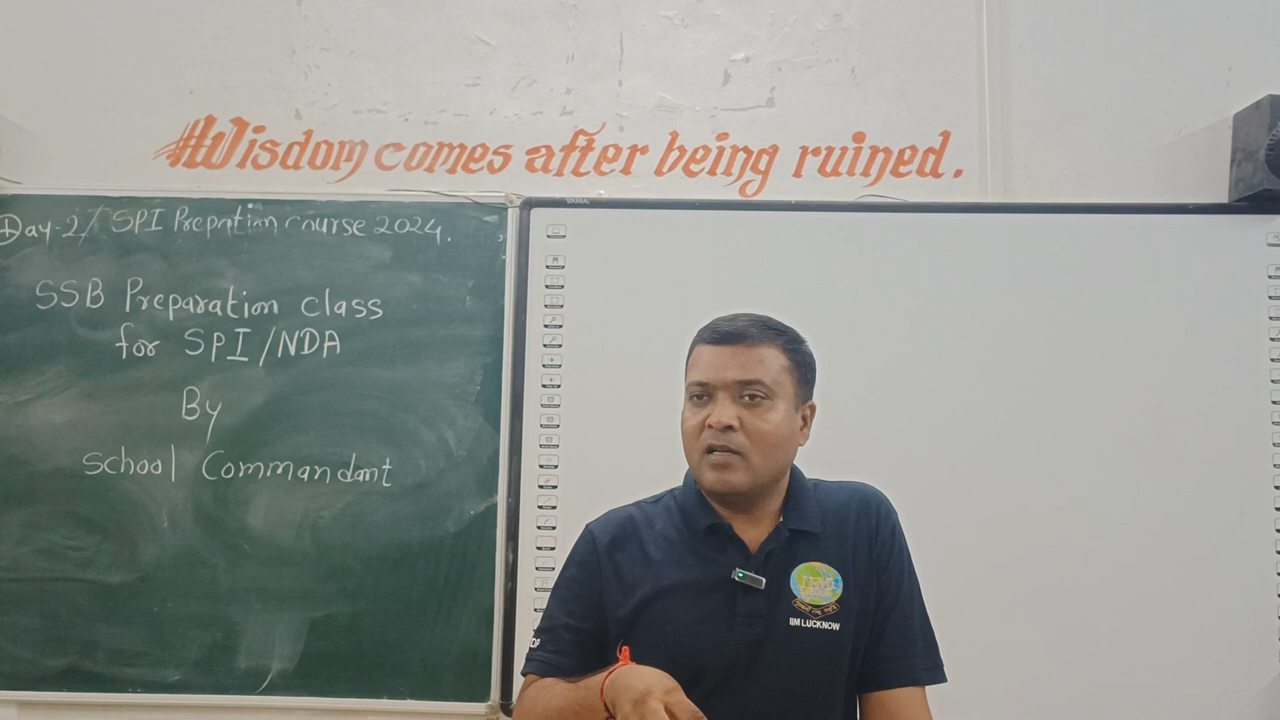 #Wisdom comes after being ruined.
Day-2/ SPI Prepation Course 2024.
SSB Preparation class
for SPI/NDA
By
School Commandant
IIM LUCKNOW